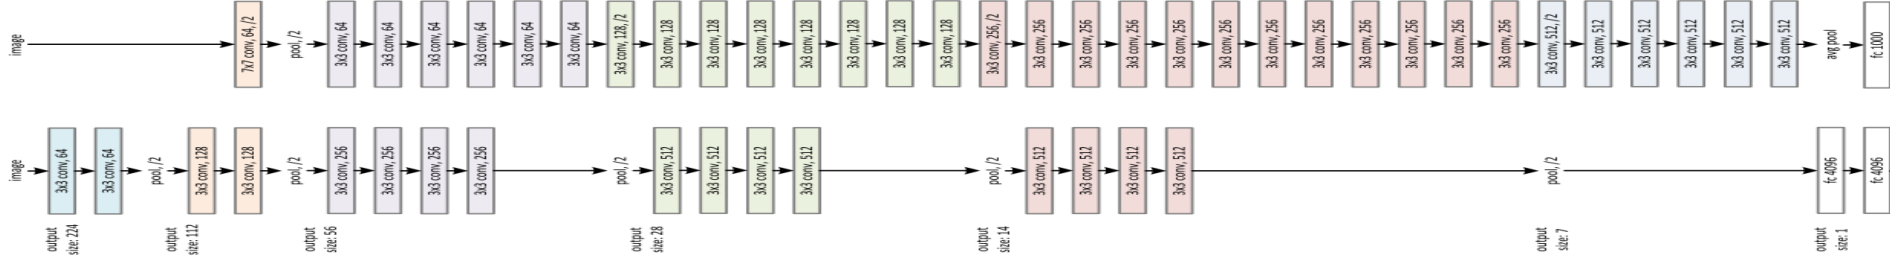 image
7x7 conv, 64, /2
pool, /2
3x3 conv, 64
3x3 conv, 64
3x3 conv, 64
3x3 conv, 64
3x3 conv, 64
3x3 conv, 64
3x3 conv, 128, /2
3x3 conv, 128
3x3 conv, 128
3x3 conv, 128
3x3 conv, 128
3x3 conv, 128
3x3 conv, 128
3x3 conv, 128
3x3 conv, 256, /2
3x3 conv, 256
3x3 conv, 256
3x3 conv, 256
3x3 conv, 256
3x3 conv, 256
3x3 conv, 256
3x3 conv, 256
3x3 conv, 256
3x3 conv, 256
3x3 conv, 256
3x3 conv, 256
3x3 conv, 512, /2
3x3 conv, 512
3x3 conv, 512
3x3 conv, 512
3x3 conv, 512
3x3 conv, 512
avg pool
fc 1000
image
3x3 conv, 64
3x3 conv, 64
pool, /2
3x3 conv, 128
3x3 conv, 128
pool, /2
3x3 conv, 256
3x3 conv, 256
3x3 conv, 256
3x3 conv, 256
pool, /2
3x3 conv, 512
3x3 conv, 512
3x3 conv, 512
3x3 conv, 512
pool, /2
3x3 conv, 512
3x3 conv, 512
3x3 conv, 512
3x3 conv, 512
pool, /2
fc 4096
fc 4096
output
size: 224
output
size: 112
output
size: 56
output
size: 28
output
size: 14
output
size: 7
output
size: 1